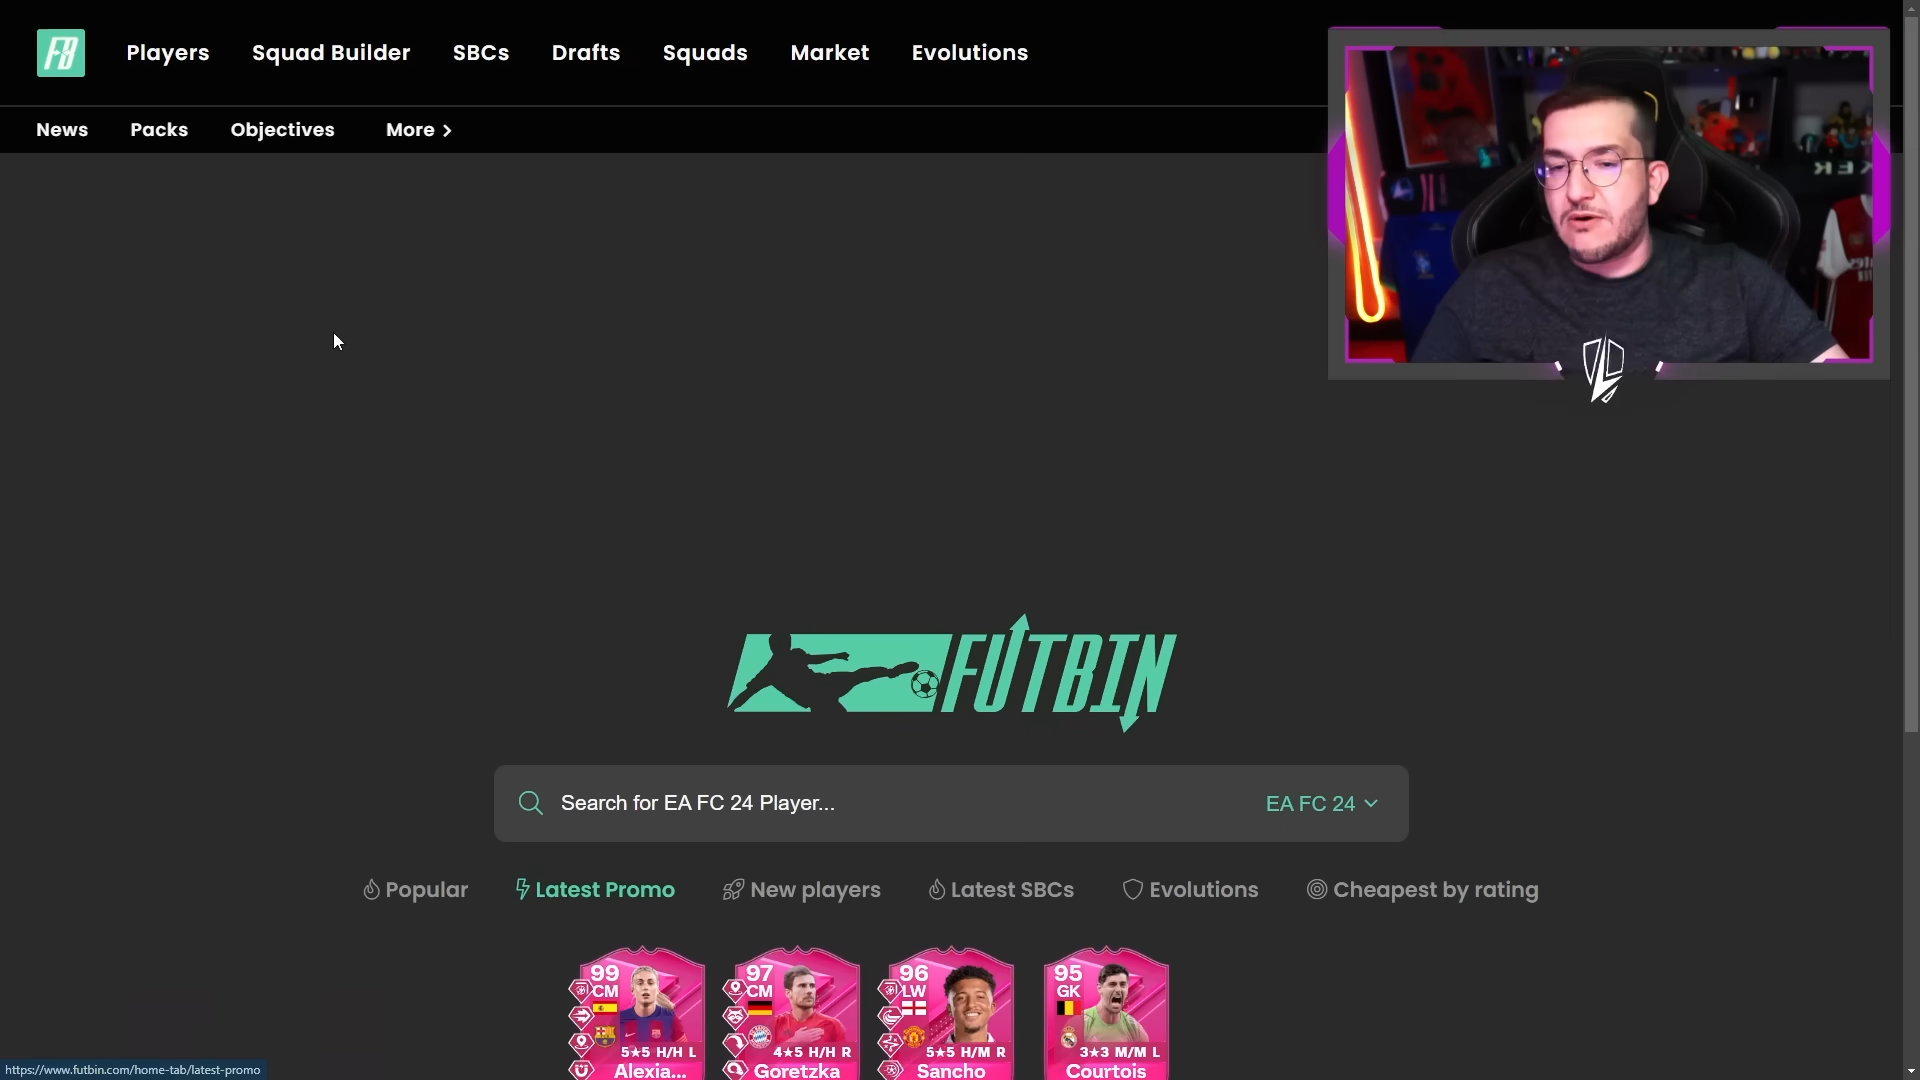 FB
Players Squad Builder SBCs Drafts Squads Market Evolutions
News Packs Objectives More
FUTBIN
Search for EA FC 24 Player... EA FC 24
Popular Latest Promo New players Latest SBCs Evolutions Cheapest by rating
99 97 96 95
CM CM LW GK
5★5 H/H L 4★5 H/H R 5★5 H/M R 3★3 M/M L
Alexia... Goretzka Sancho Courtois
https://www.futbin.com/home-tab/latest-promo